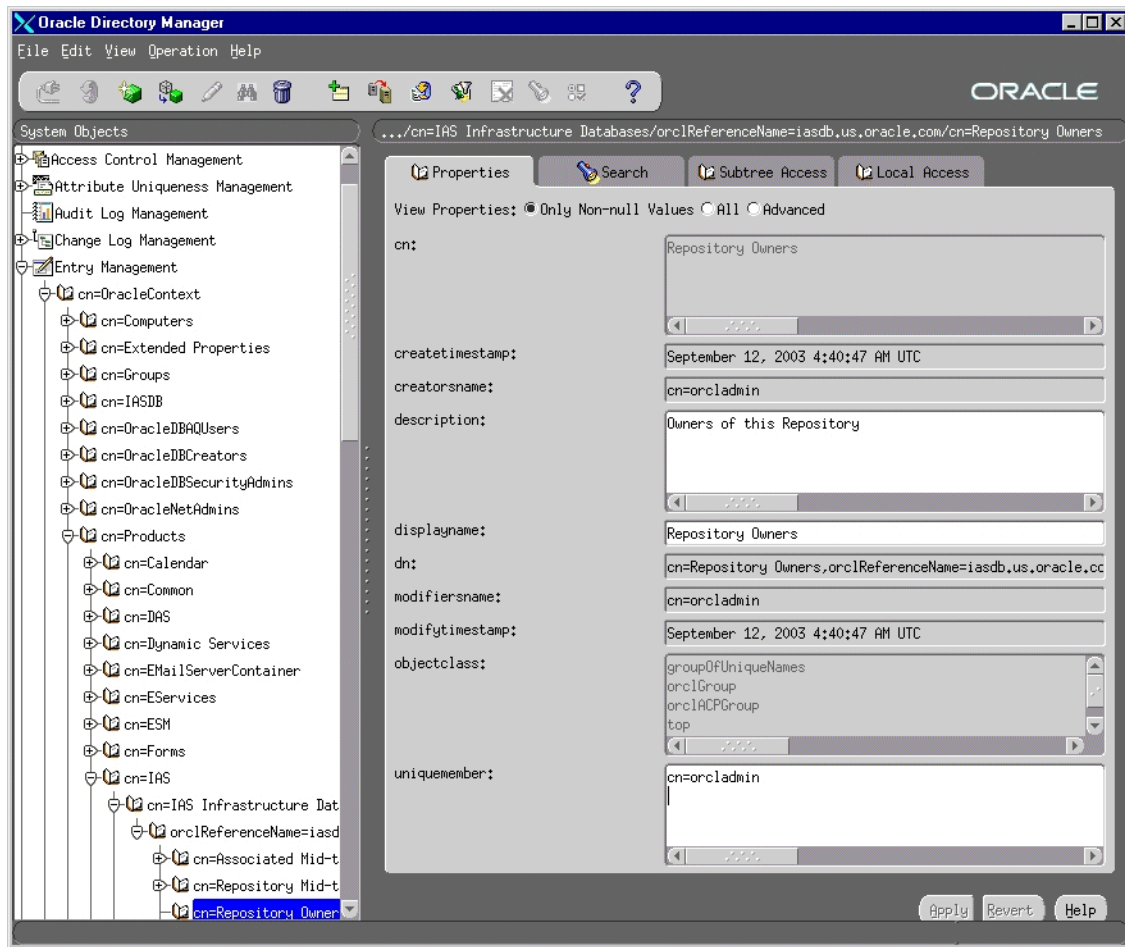 Oracle Directory Manager
File Edit View Operation Help
ORACLE
System Objects
Access Control Management
Attribute Uniqueness Management
Audit Log Management
Change Log Management
Entry Management
cn=OracleContext
cn=Computers
cn=Extended Properties
cn=Groups
cn=IASDB
cn=OracleDBAQUsers
cn=OracleDBCreators
cn=OracleDBSecurityAdmins
cn=OracleNetAdmins
cn=Products
cn=Calendar
cn=Common
cn=DAS
cn=Dynamic Services
cn=EMailServerContainer
cn=EServices
cn=ESM
cn=Forms
cn=IAS
cn=IAS Infrastructure Dat
orclReferenceName=iasd
cn=Associated Mid-t
cn=Repository Mid-t
cn=Repository Owner
.../cn=IAS Infrastructure Databases/orclReferenceName=iasdb.us.oracle.com/cn=Repository Owners
Properties Search Subtree Access Local Access
View Properties: Only Non-null Values All Advanced
cn: Repository Owners
createtimestamp: September 12, 2003 4:40:47 AM UTC
creatorsname: cn=orcladmin
description: Owners of this Repository
displayname: Repository Owners
dn: cn=Repository Owners,orclReferenceName=iasdb.us.oracle.cc
modifiersname: cn=orcladmin
modifytimestamp: September 12, 2003 4:40:47 AM UTC
objectclass: groupOfUniqueNames
orclGroup
orclACPGroup
top
uniquemember: cn=orcladmin
Apply Revert Help